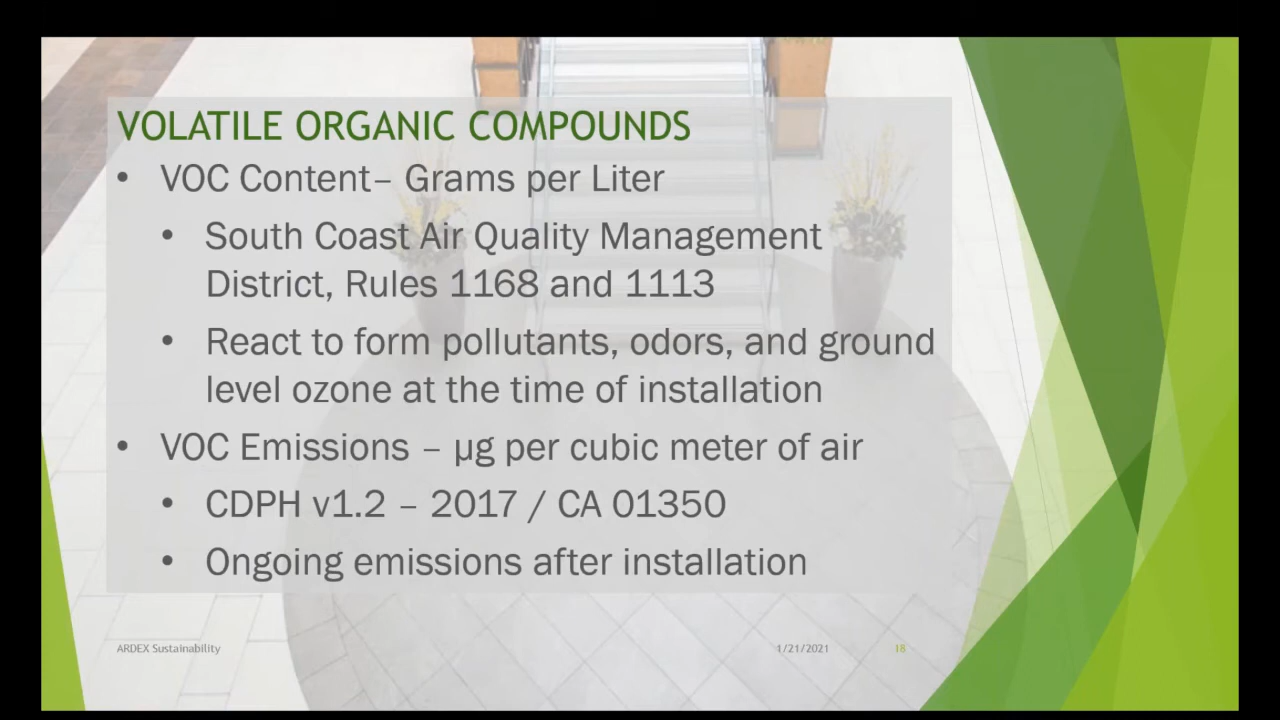 VOLATILE ORGANIC COMPOUNDS
• VOC Content– Grams per Liter
• South Coast Air Quality Management
District, Rules 1168 and 1113
• React to form pollutants, odors, and ground
level ozone at the time of installation
• VOC Emissions – µg per cubic meter of air
• CDPH v1.2 – 2017 / CA 01350
• Ongoing emissions after installation
ARDEX Sustainability 1/21/2021 18